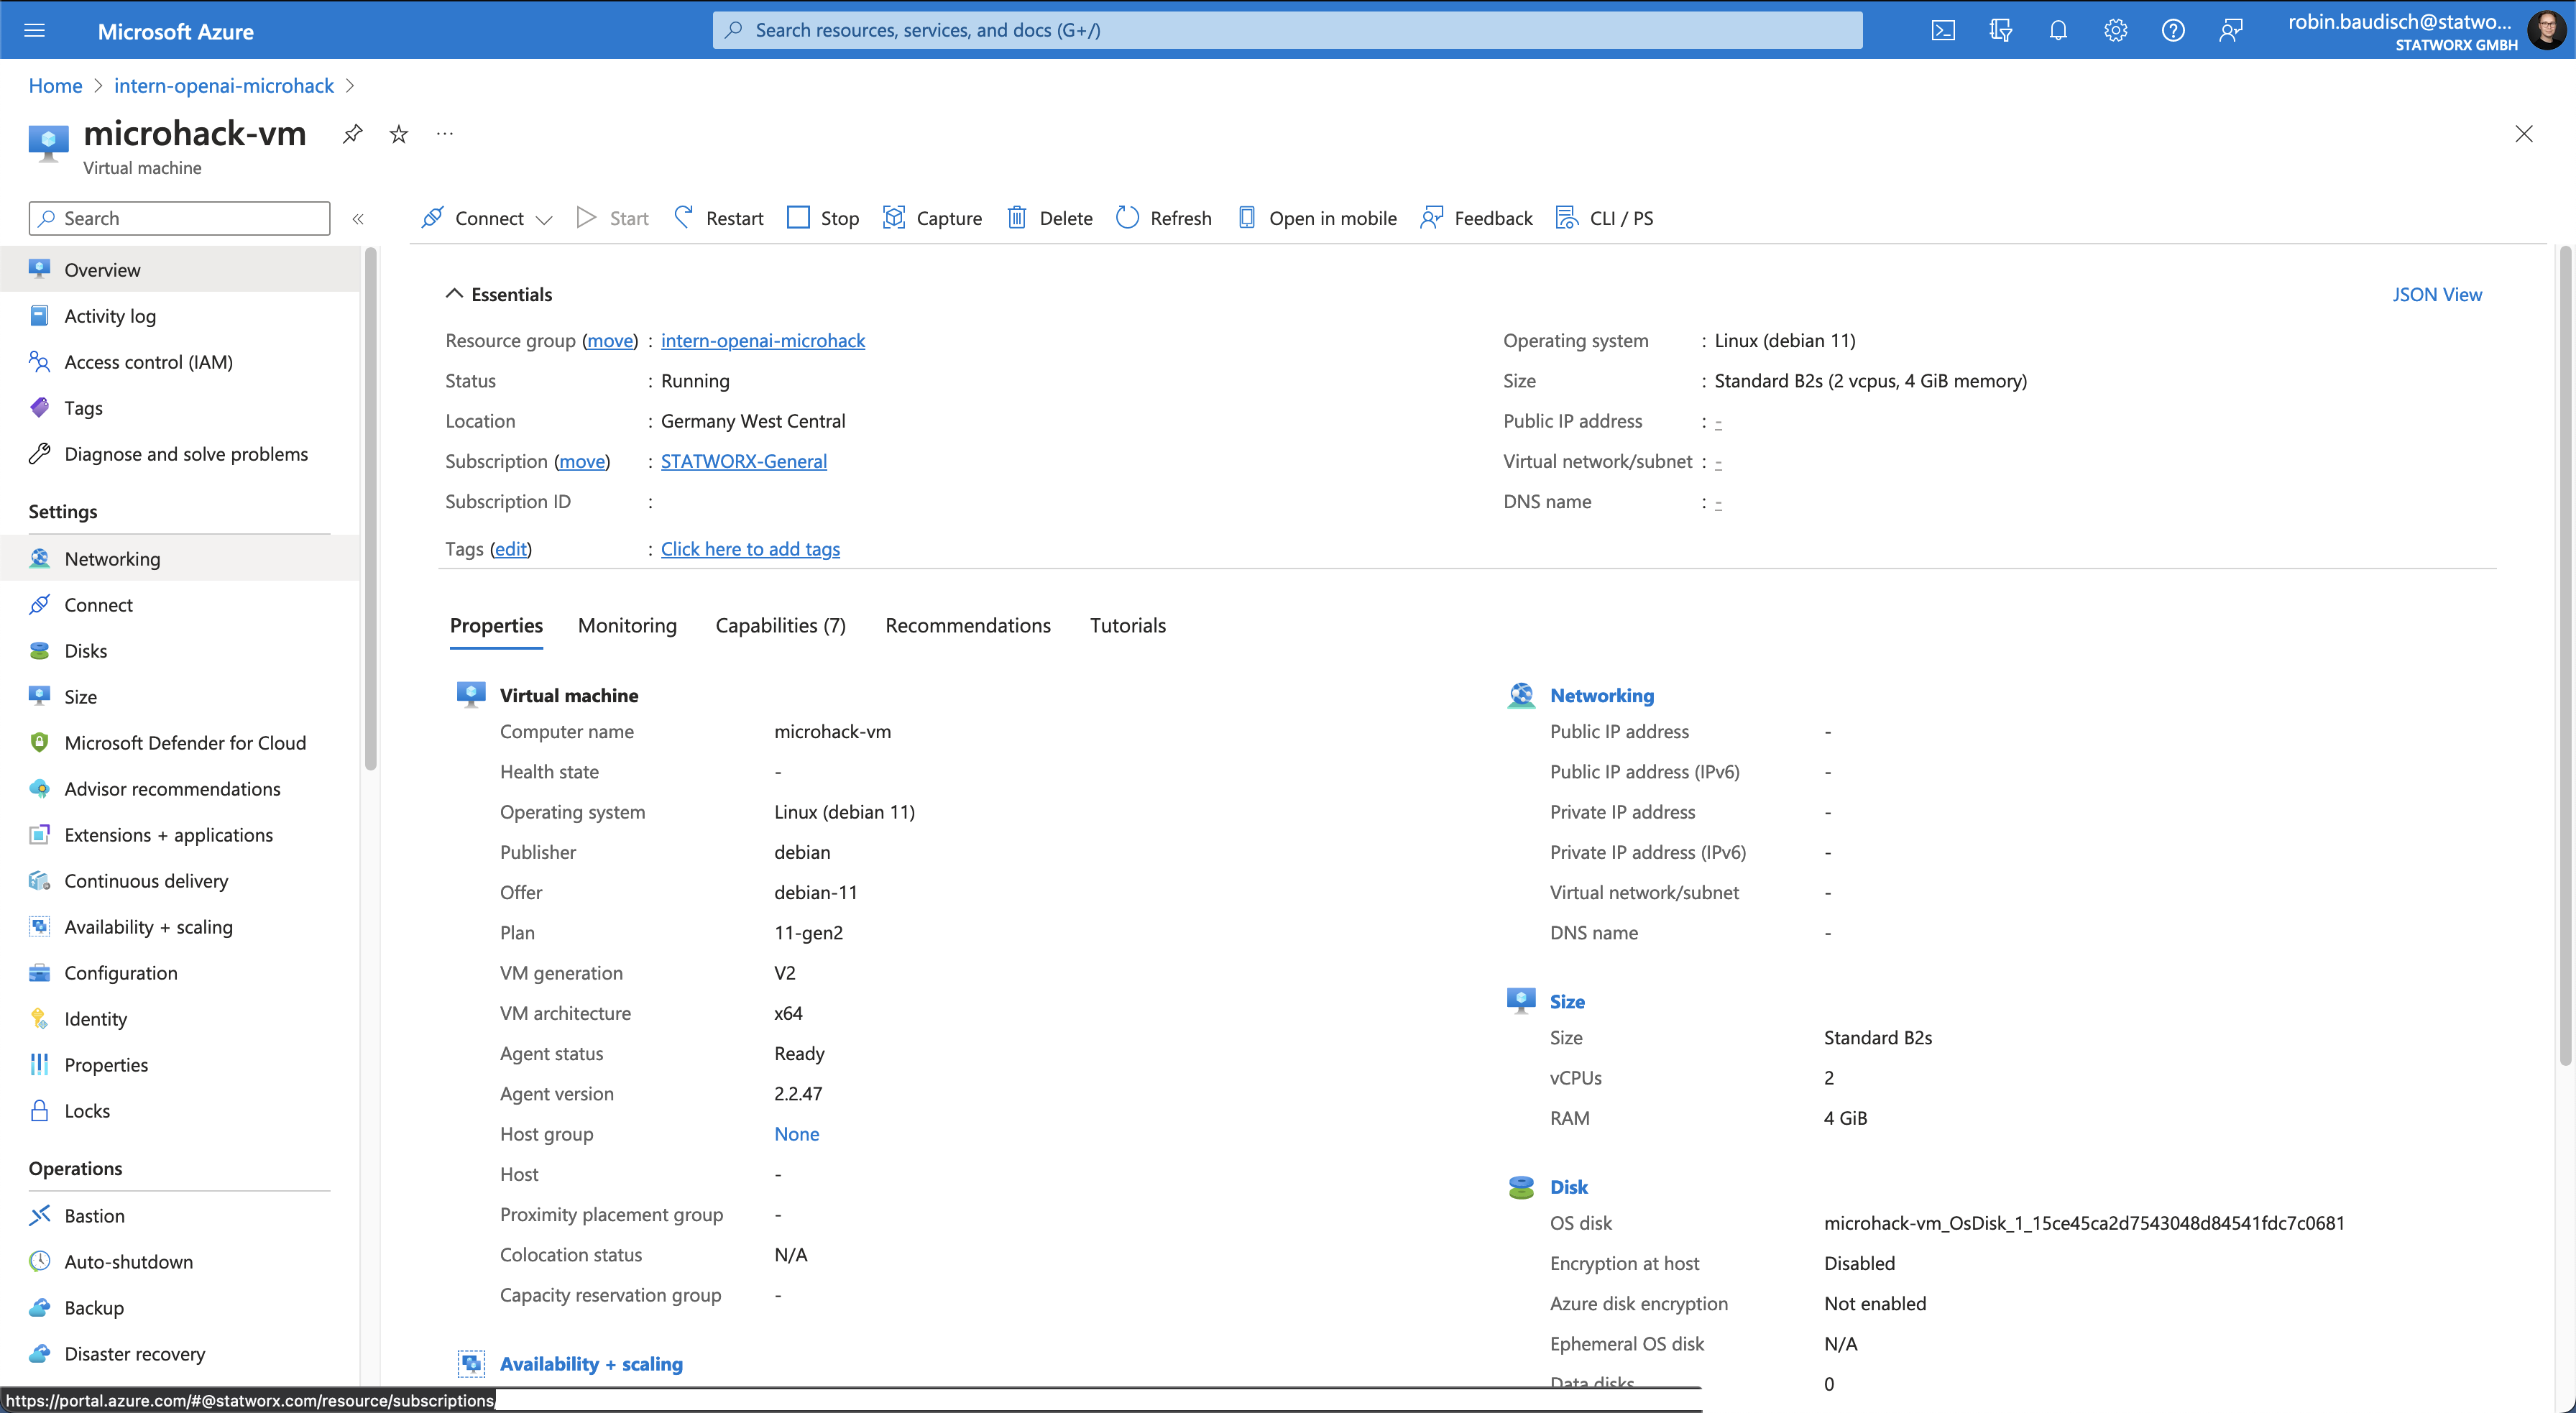 Microsoft Azure
Search resources, services, and docs (G+/)
robin.baudisch@statwo...
STATWORX GMBH
Home > intern-openai-microhack >
microhack-vm
Virtual machine
Search
Connect
Start
Restart
Stop
Capture
Delete
Refresh
Open in mobile
Feedback
CLI / PS
Overview
Activity log
Access control (IAM)
Tags
Diagnose and solve problems
Settings
Networking
Connect
Disks
Size
Microsoft Defender for Cloud
Advisor recommendations
Extensions + applications
Continuous delivery
Availability + scaling
Configuration
Identity
Properties
Locks
Operations
Bastion
Auto-shutdown
Backup
Disaster recovery
Essentials
JSON View
Resource group (move) : intern-openai-microhack
Status : Running
Location : Germany West Central
Subscription (move) : STATWORX-General
Subscription ID :
Tags (edit) : Click here to add tags
Operating system : Linux (debian 11)
Size : Standard B2s (2 vcpus, 4 GiB memory)
Public IP address : -
Virtual network/subnet : -
DNS name : -
Properties
Monitoring
Capabilities (7)
Recommendations
Tutorials
Virtual machine
Computer name microhack-vm
Health state -
Operating system Linux (debian 11)
Publisher debian
Offer debian-11
Plan 11-gen2
VM generation V2
VM architecture x64
Agent status Ready
Agent version 2.2.47
Host group None
Host -
Proximity placement group -
Colocation status N/A
Capacity reservation group -
Availability + scaling
Networking
Public IP address -
Public IP address (IPv6) -
Private IP address -
Private IP address (IPv6) -
Virtual network/subnet -
DNS name -
Size
Size Standard B2s
vCPUs 2
RAM 4 GiB
Disk
OS disk microhack-vm_OsDisk_1_15ce45ca2d7543048d84541fdc7c0681
Encryption at host Disabled
Azure disk encryption Not enabled
Ephemeral OS disk N/A
Data disks 0
https://portal.azure.com/#@statworx.com/resource/subscriptions/